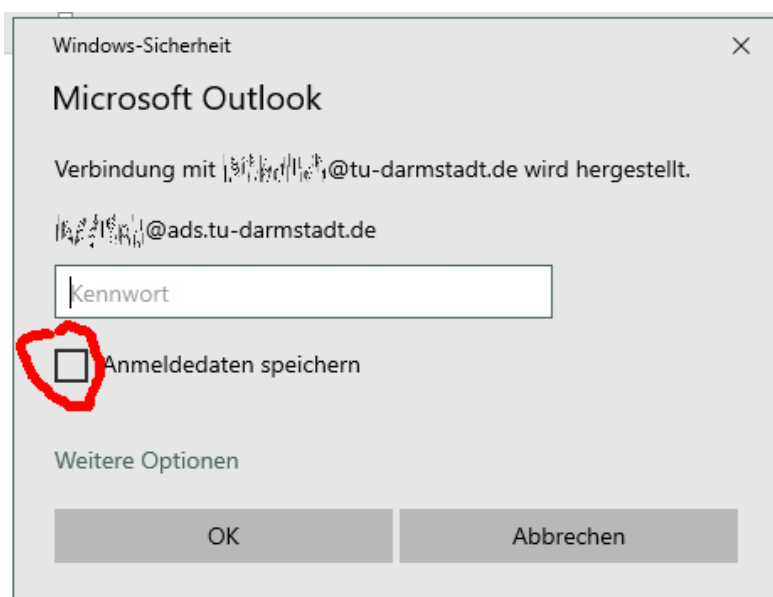 Windows-Sicherheit
Microsoft Outlook
Verbindung mit @tu-darmstadt.de wird hergestellt.
@ads.tu-darmstadt.de
Kennwort
Anmeldedaten speichern
Weitere Optionen
OK
Abbrechen